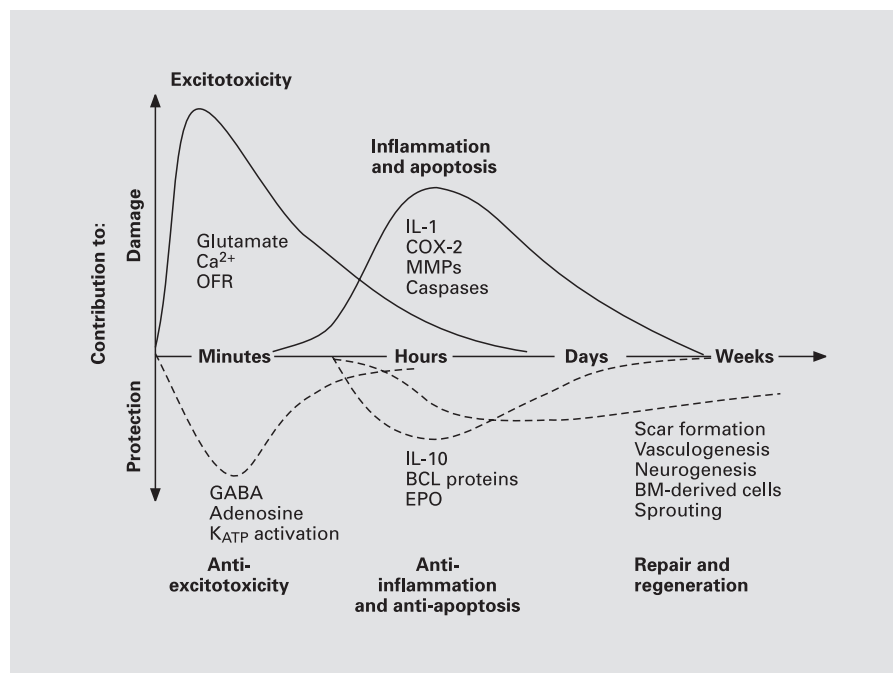 Excitotoxicity
Inflammation
and apoptosis
Contribution to:
Damage
Protection
Glutamate
Ca²⁺
OFR
IL-1
COX-2
MMPs
Caspases
Minutes
Hours
Days
Weeks
GABA
Adenosine
K_ATP activation
IL-10
BCL proteins
EPO
Scar formation
Vasculogenesis
Neurogenesis
BM-derived cells
Sprouting
Anti-
excitotoxicity
Anti-
inflammation
and anti-apoptosis
Repair and
regeneration